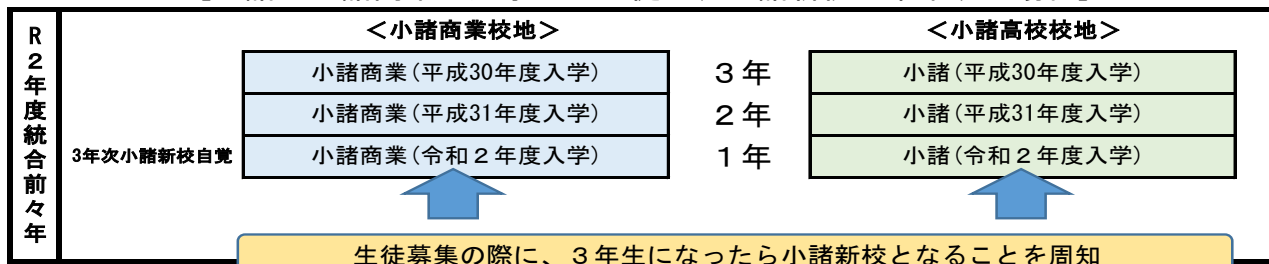 R2年度統合前々年
＜小諸商業校地＞ ＜小諸高校校地＞
小諸商業(平成30年度入学) 3年 小諸(平成30年度入学)
小諸商業(平成31年度入学) 2年 小諸(平成31年度入学)
3年次小諸新校自覚 小諸商業(令和２年度入学) 1年 小諸(令和２年度入学)
生徒募集の際に、３年生になったら小諸新校となることを周知